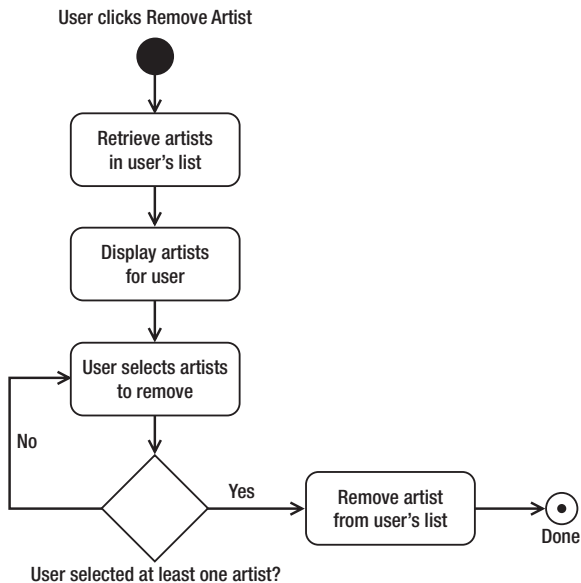 User clicks Remove Artist
Retrieve artists
in user's list
Display artists
for user
User selects artists
to remove
No
Yes
Remove artist
from user's list
Done
User selected at least one artist?